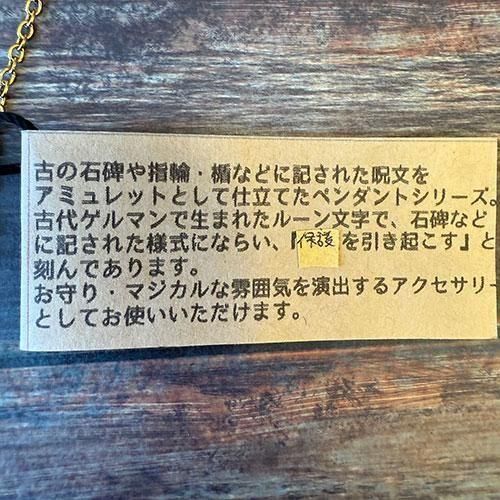 古の石碑や指輪・楯などに記された呪文を
アミュレットとして仕立てたペンダントシリーズ。
古代ゲルマンで生まれたルーン文字で、石碑など
に記された様式にならい、「保護を引き起こす」と
刻んであります。
お守り・マジカルな雰囲気を演出するアクセサリー
としてお使いいただけます。